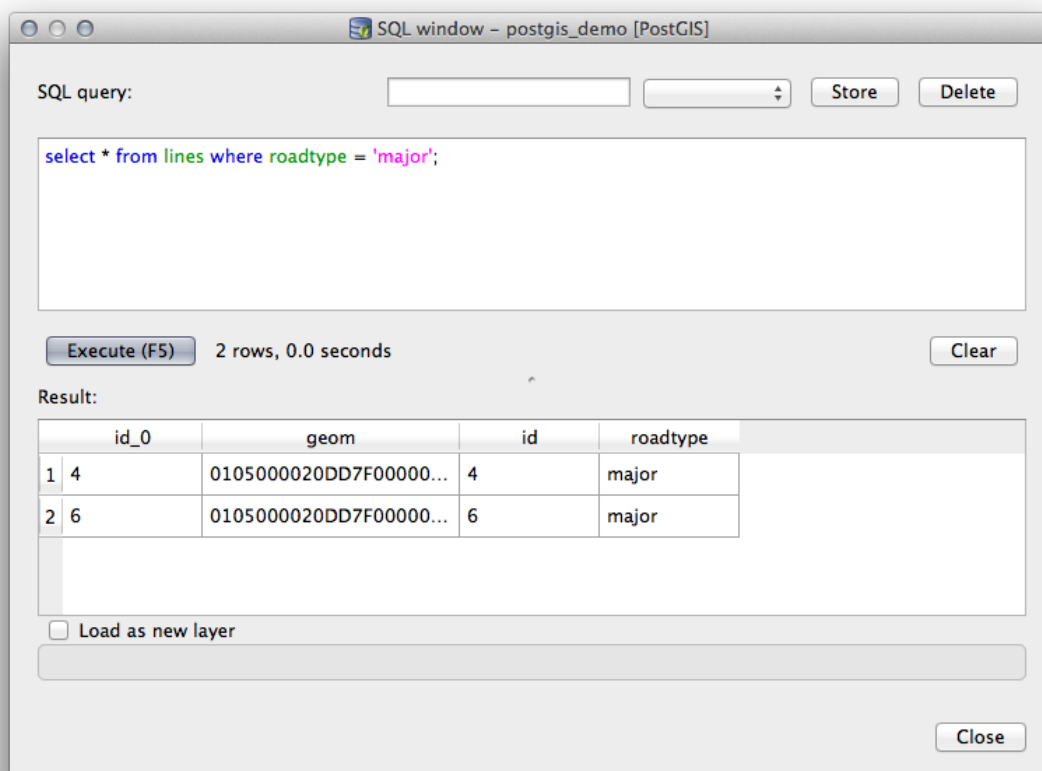 SQL window – postgis_demo [PostGIS]
SQL query: Store Delete
select * from lines where roadtype = 'major';
Execute (F5) 2 rows, 0.0 seconds Clear
Result:
id_0 geom id roadtype
1 4 0105000020DD7F00000... 4 major
2 6 0105000020DD7F00000... 6 major
Load as new layer
Close